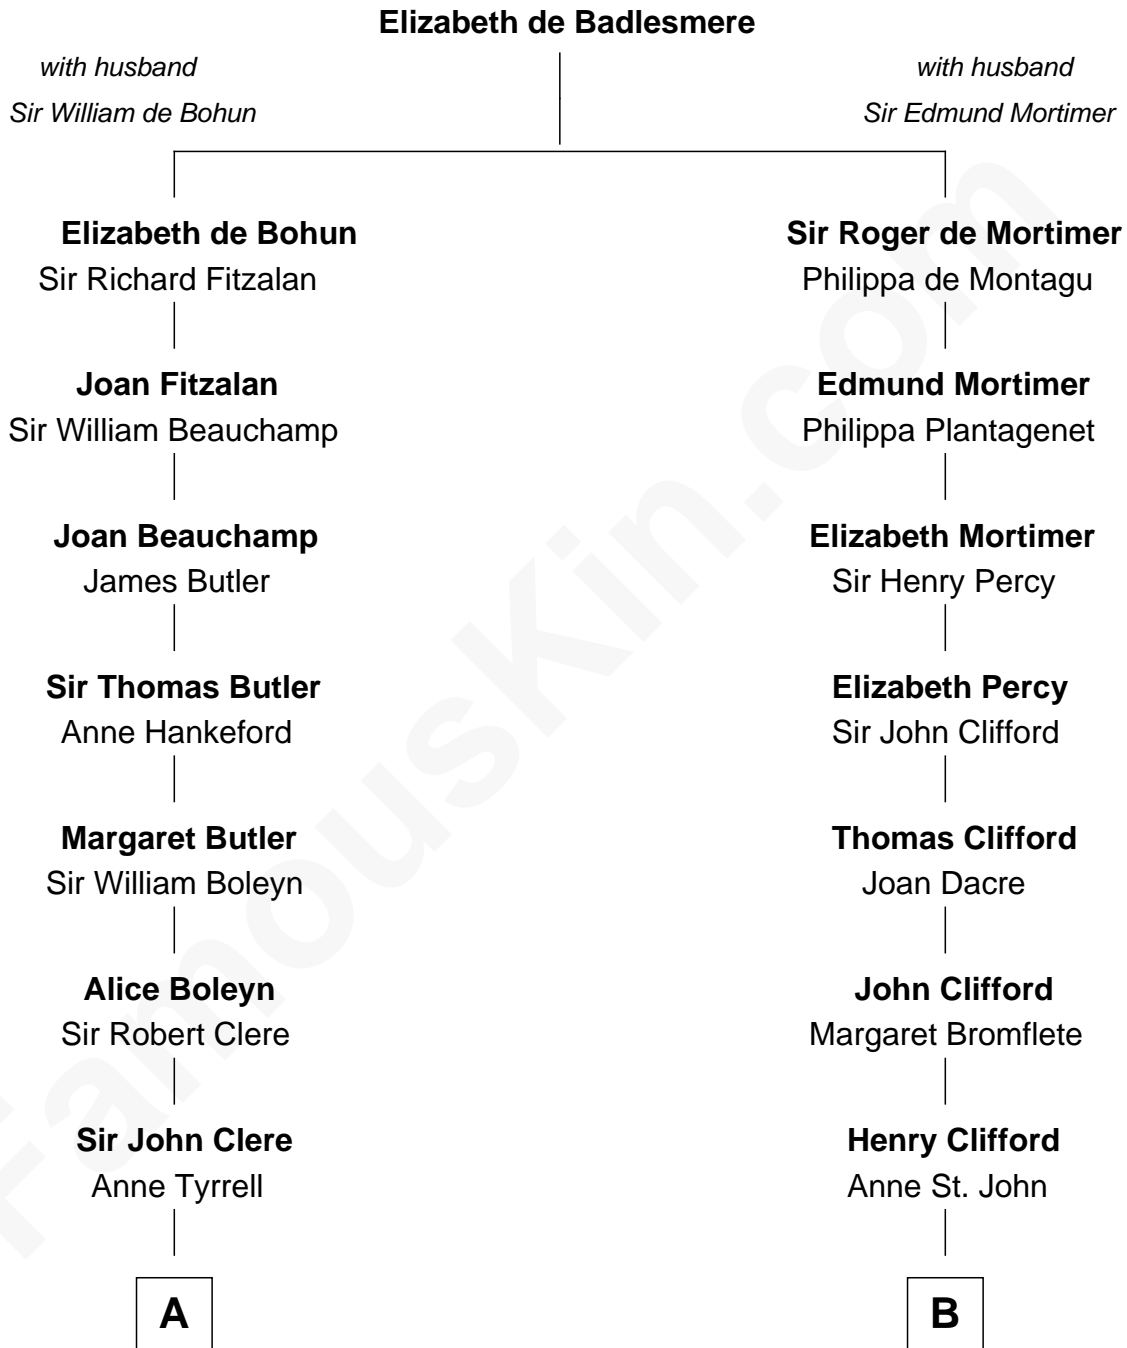 Elizabeth de Badlesmere
with husband
Sir William de Bohun
with husband
Sir Edmund Mortimer
Elizabeth de Bohun
Sir Richard Fitzalan
Sir Roger de Mortimer
Philippa de Montagu
Joan Fitzalan
Sir William Beauchamp
Edmund Mortimer
Philippa Plantagenet
Joan Beauchamp
James Butler
Elizabeth Mortimer
Sir Henry Percy
Sir Thomas Butler
Anne Hankeford
Elizabeth Percy
Sir John Clifford
Margaret Butler
Sir William Boleyn
Thomas Clifford
Joan Dacre
Alice Boleyn
Sir Robert Clere
John Clifford
Margaret Bromflete
Sir John Clere
Anne Tyrrell
Henry Clifford
Anne St. John
A
B
FamousKin.com